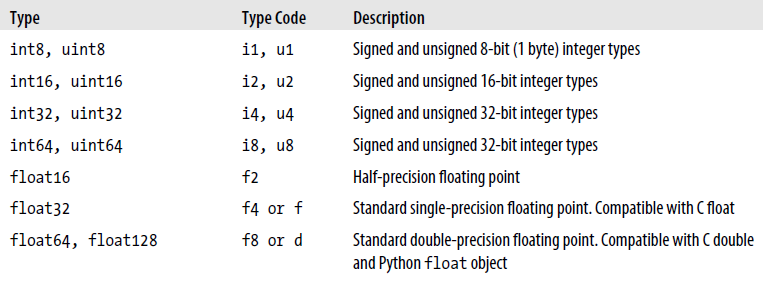 Type Type Code Description
int8, uint8 i1, u1 Signed and unsigned 8-bit (1 byte) integer types
int16, uint16 i2, u2 Signed and unsigned 16-bit integer types
int32, uint32 i4, u4 Signed and unsigned 32-bit integer types
int64, uint64 i8, u8 Signed and unsigned 32-bit integer types
float16 f2 Half-precision floating point
float32 f4 or f Standard single-precision floating point. Compatible with C float
float64, float128 f8 or d Standard double-precision floating point. Compatible with C double
and Python float object